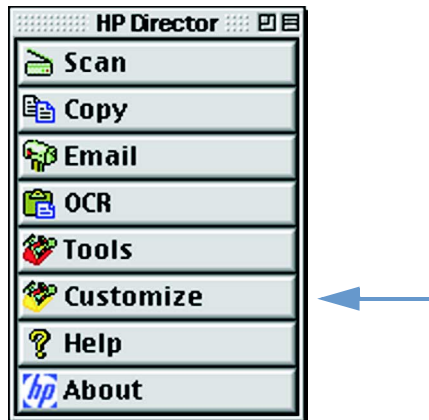 HP Director
Scan
Copy
Email
OCR
Tools
Customize
? Help
hp About